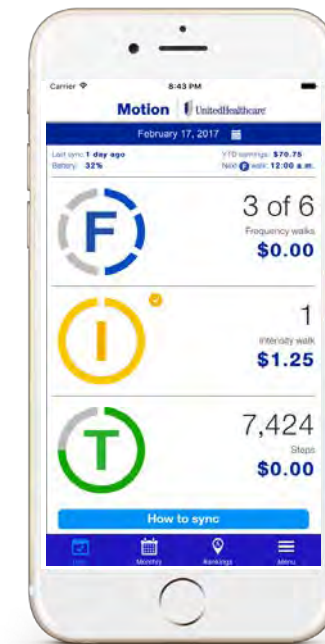 Carrier 8:43 PM
Motion UnitedHealthcare
February 17, 2017
Last sync: 1 day ago YTD earnings: $70.75
Battery: 32% Next F walk: 12:00 a.m.
F
3 of 6
Frequency walks
$0.00
I
1
Intensity walk
$1.25
T
7,424
Steps
$0.00
How to sync
Monthly Rankings Menu